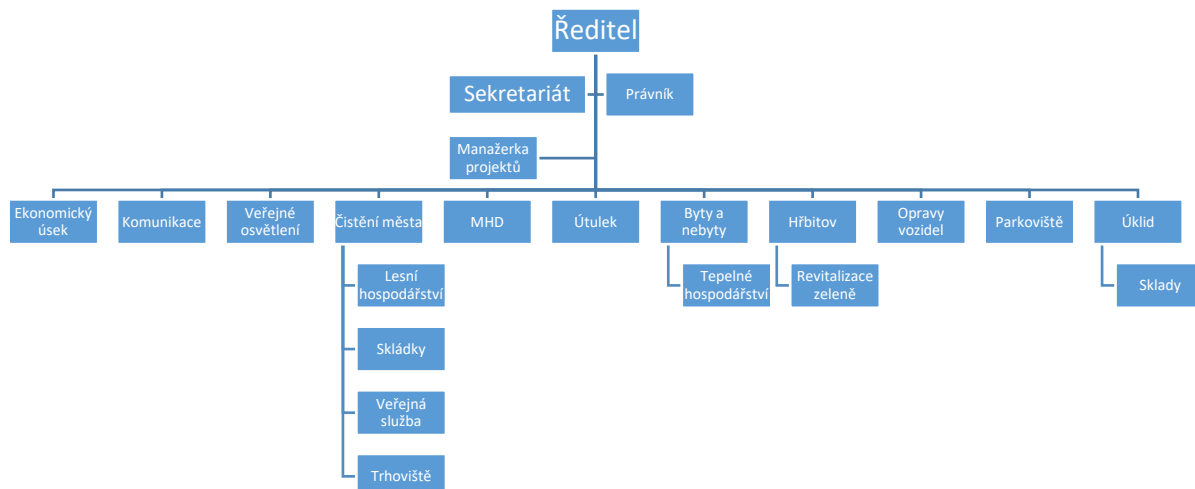 Ředitel
Sekretariát
Právník
Manažerka
projektů
Ekonomický
úsek
Komunikace
Veřejné
osvětlení
Čistění města
MHD
Útulek
Byty a
nebyty
Hřbitov
Opravy
vozidel
Parkoviště
Úklid
Lesní
hospodářství
Tepelné
hospodářství
Revitalizace
zeleně
Sklady
Skládky
Veřejná
služba
Trhoviště